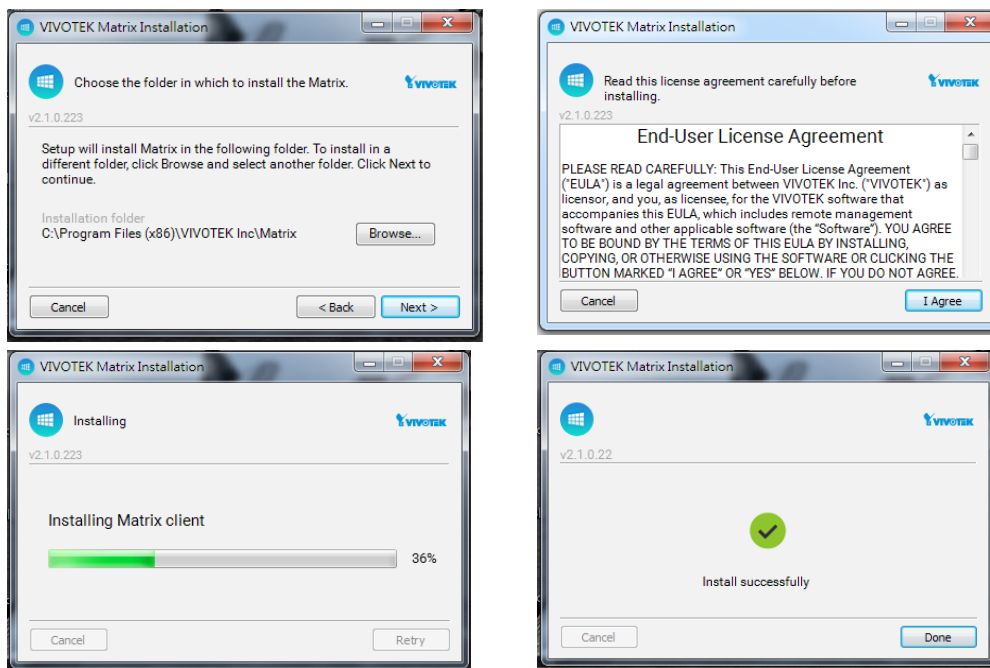 VIVOTEK Matrix Installation
Choose the folder in which to install the Matrix.
VIVOTEK
v2.1.0.223
Setup will install Matrix in the following folder. To install in a
different folder, click Browse and select another folder. Click Next to
continue.
Installation folder
C:\Program Files (x86)\VIVOTEK Inc\Matrix
Browse...
Cancel
< Back
Next >
VIVOTEK Matrix Installation
Read this license agreement carefully before
installing.
VIVOTEK
v2.1.0.223
End-User License Agreement
PLEASE READ CAREFULLY: This End-User License Agreement
("EULA") is a legal agreement between VIVOTEK Inc. ("VIVOTEK") as
licensor, and you, as licensee, for the VIVOTEK software that
accompanies this EULA, which includes remote management
software and other applicable software (the "Software"). YOU AGREE
TO BE BOUND BY THE TERMS OF THIS EULA BY INSTALLING,
COPYING, OR OTHERWISE USING THE SOFTWARE OR CLICKING THE
BUTTON MARKED "I AGREE" OR "YES" BELOW. IF YOU DO NOT AGREE.
Cancel
I Agree
VIVOTEK Matrix Installation
Installing
VIVOTEK
v2.1.0.223
Installing Matrix client
36%
Cancel
Retry
VIVOTEK Matrix Installation
VIVOTEK
v2.1.0.22
Install successfully
Cancel
Done